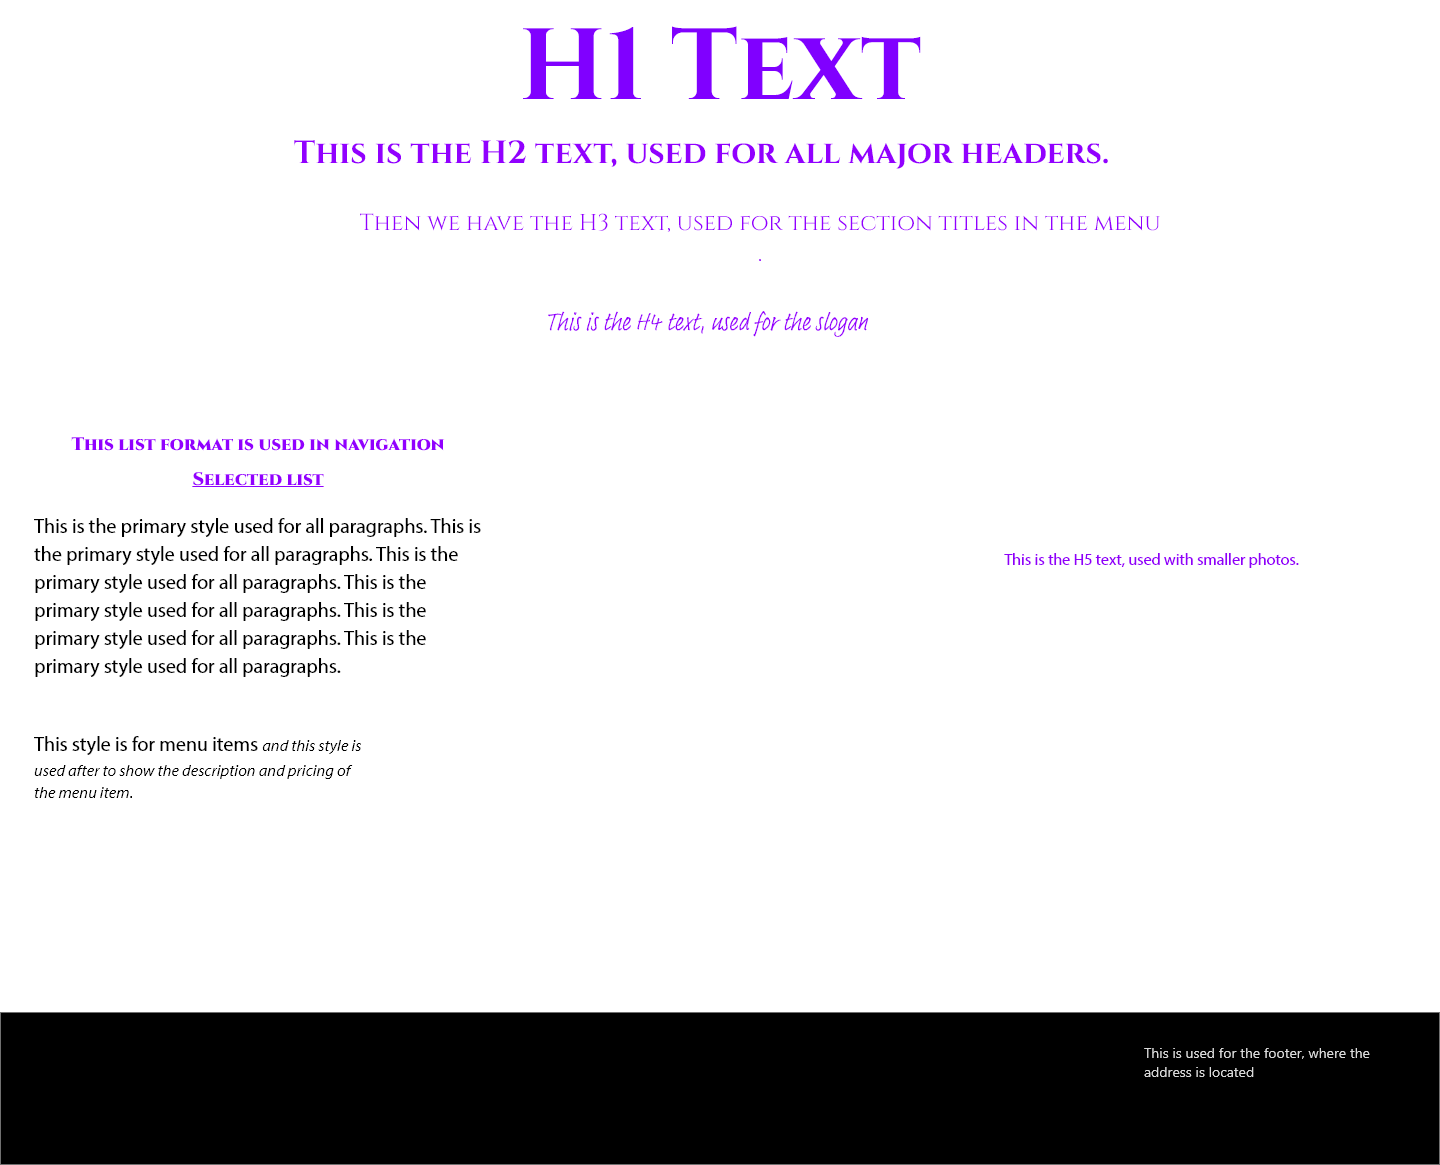 H1 Text
This is the H2 text, used for all major headers.
Then we have the H3 text, used for the section titles in the menu
.
This is the H4 text, used for the slogan
This list format is used in navigation
Selected list
This is the primary style used for all paragraphs. This is
the primary style used for all paragraphs. This is the
primary style used for all paragraphs. This is the
primary style used for all paragraphs. This is the
primary style used for all paragraphs. This is the
primary style used for all paragraphs.
This is the H5 text, used with smaller photos.
This style is for menu items and this style is
used after to show the description and pricing of
the menu item.
This is used for the footer, where the
address is located